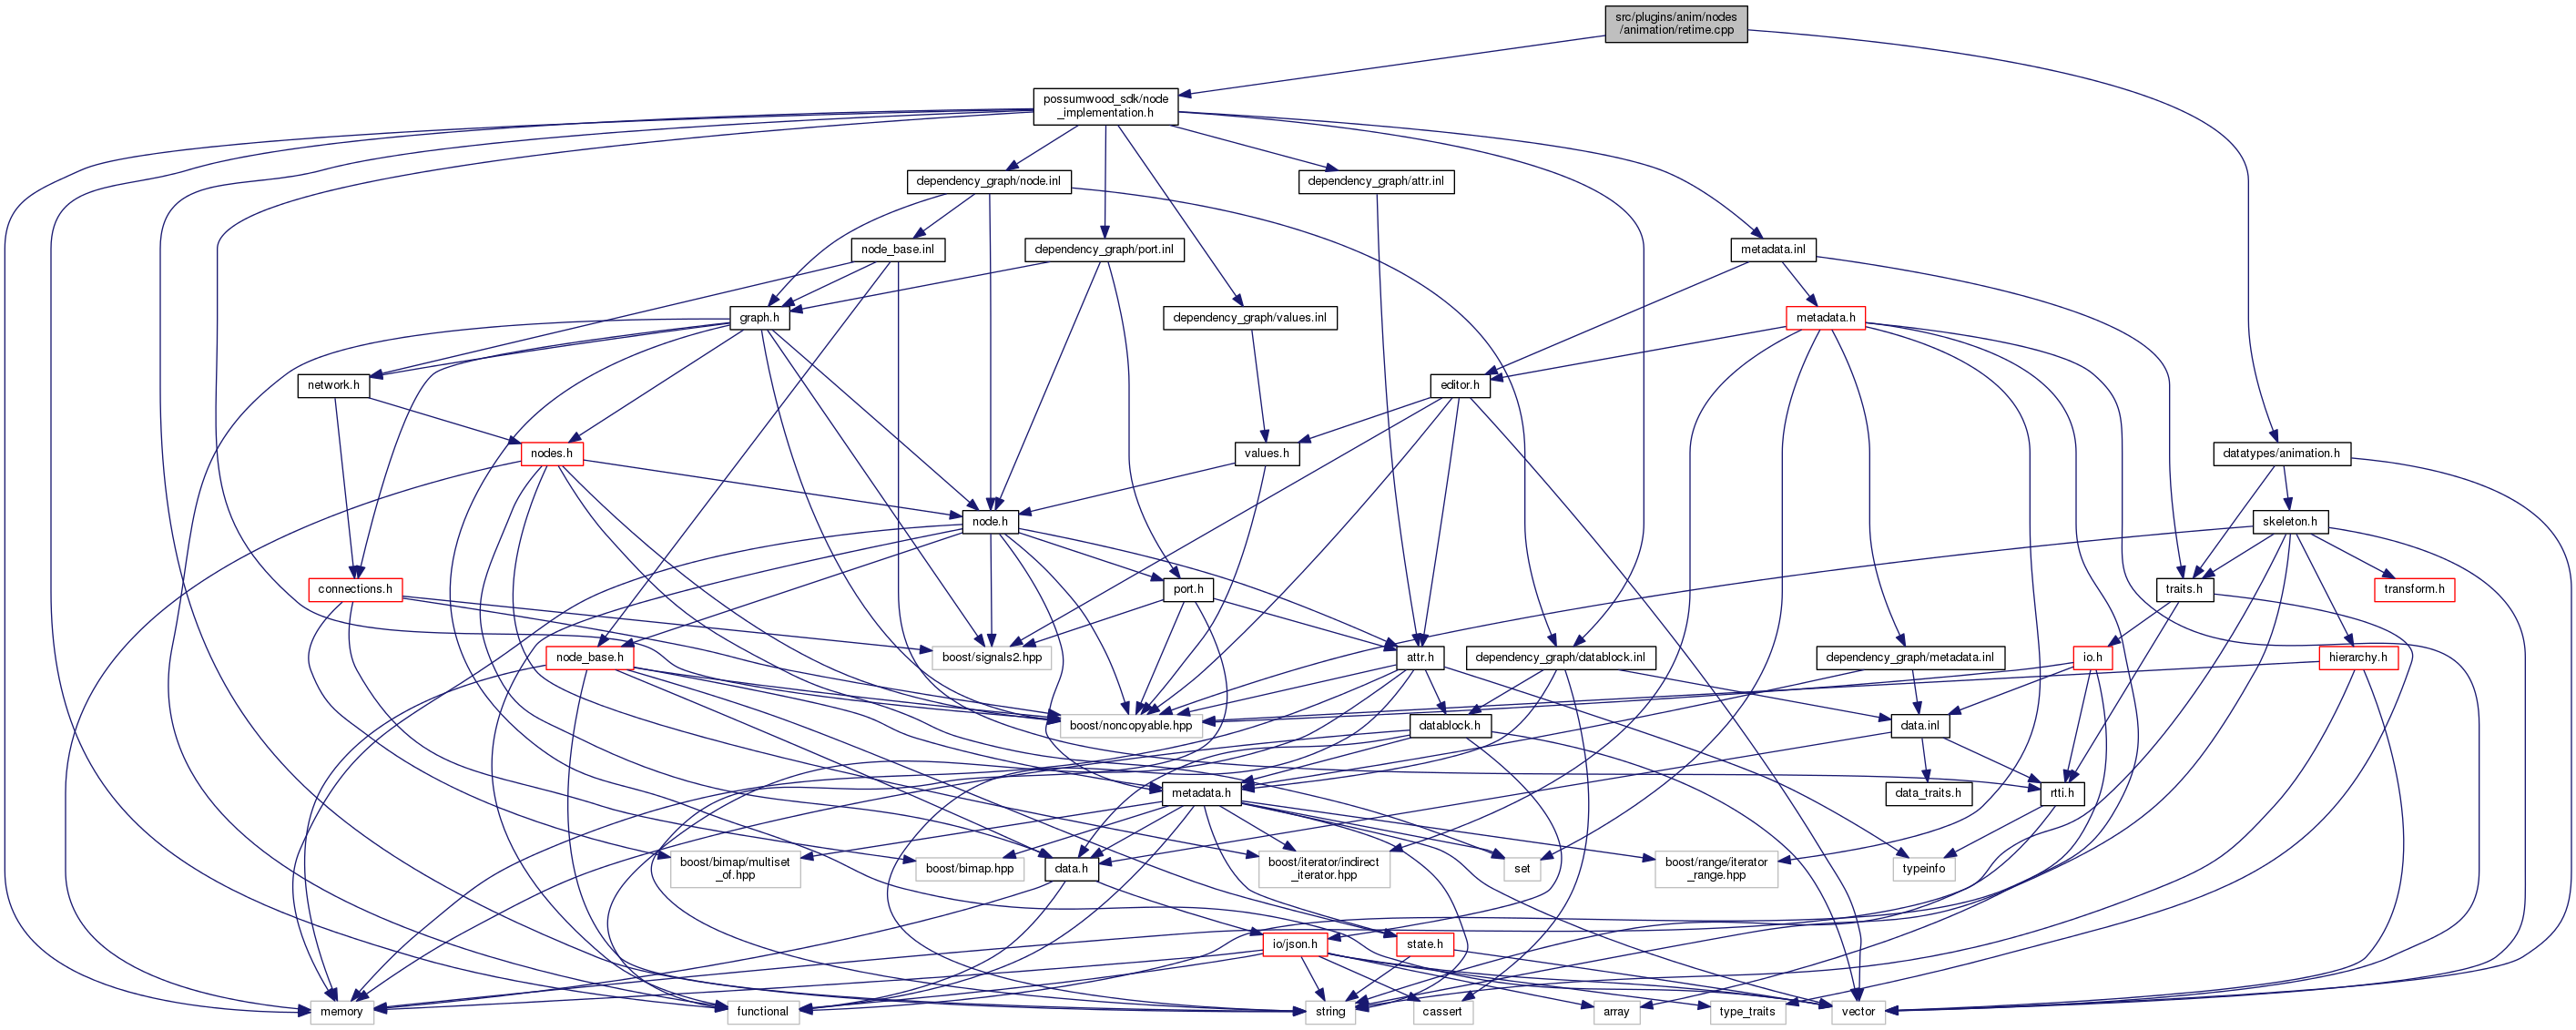 src/plugins/anim/nodes
/animation/retime.cpp
possumwood_sdk/node
_implementation.h
dependency_graph/node.inl
dependency_graph/attr.inl
node_base.inl
dependency_graph/port.inl
metadata.inl
graph.h
dependency_graph/values.inl
metadata.h
network.h
editor.h
nodes.h
values.h
datatypes/animation.h
node.h
skeleton.h
connections.h
port.h
traits.h
transform.h
node_base.h
boost/signals2.hpp
attr.h
dependency_graph/datablock.inl
dependency_graph/metadata.inl
io.h
hierarchy.h
boost/noncopyable.hpp
datablock.h
data.inl
metadata.h
data_traits.h
rtti.h
boost/bimap/multiset
_of.hpp
boost/bimap.hpp
data.h
boost/iterator/indirect
_iterator.hpp
set
boost/range/iterator
_range.hpp
typeinfo
io/json.h
state.h
memory
functional
string
cassert
array
type_traits
vector